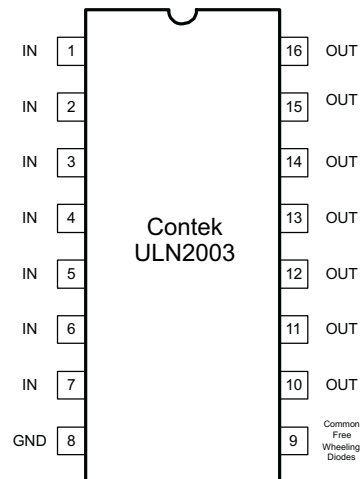 IN 1 16 OUT
IN 2 15 OUT
IN 3 14 OUT
IN 4 13 OUT
Contek
ULN2003
IN 5 12 OUT
IN 6 11 OUT
IN 7 10 OUT
GND 8 9
Common
Free
Wheeling
Diodes